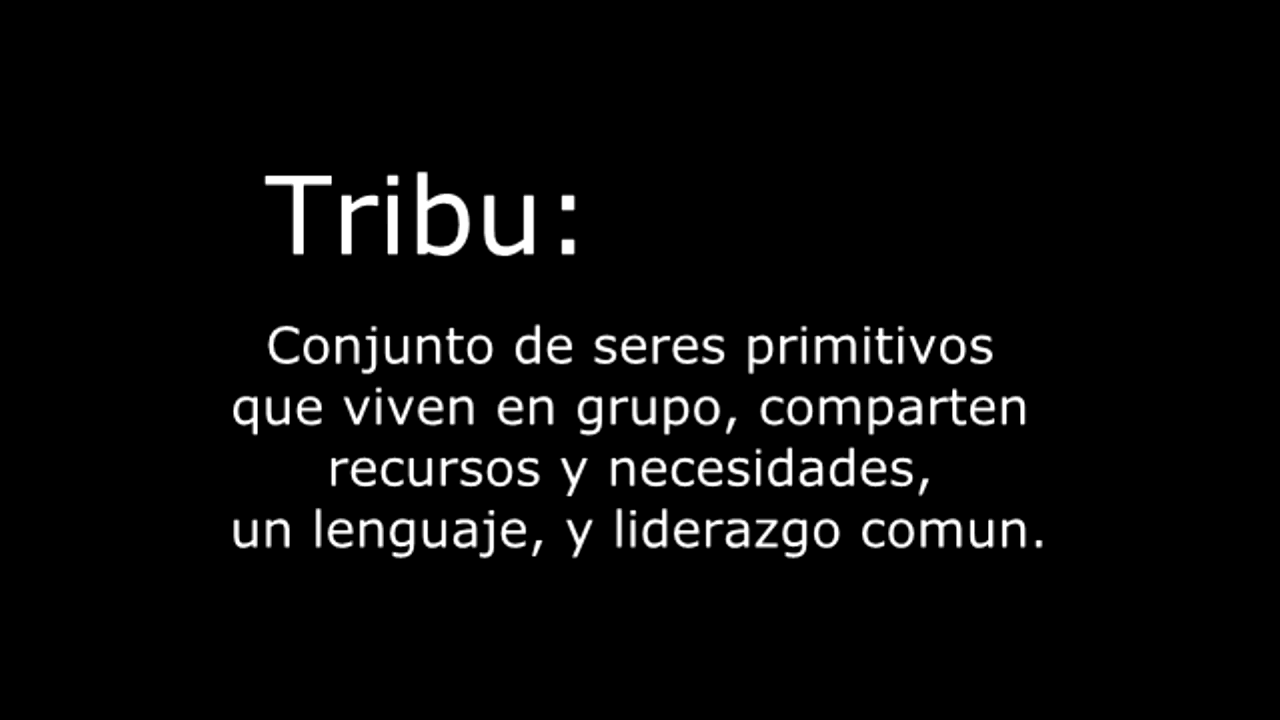 Tribu:
Conjunto de seres primitivos
que viven en grupo, comparten
recursos y necesidades,
un lenguaje, y liderazgo comun.